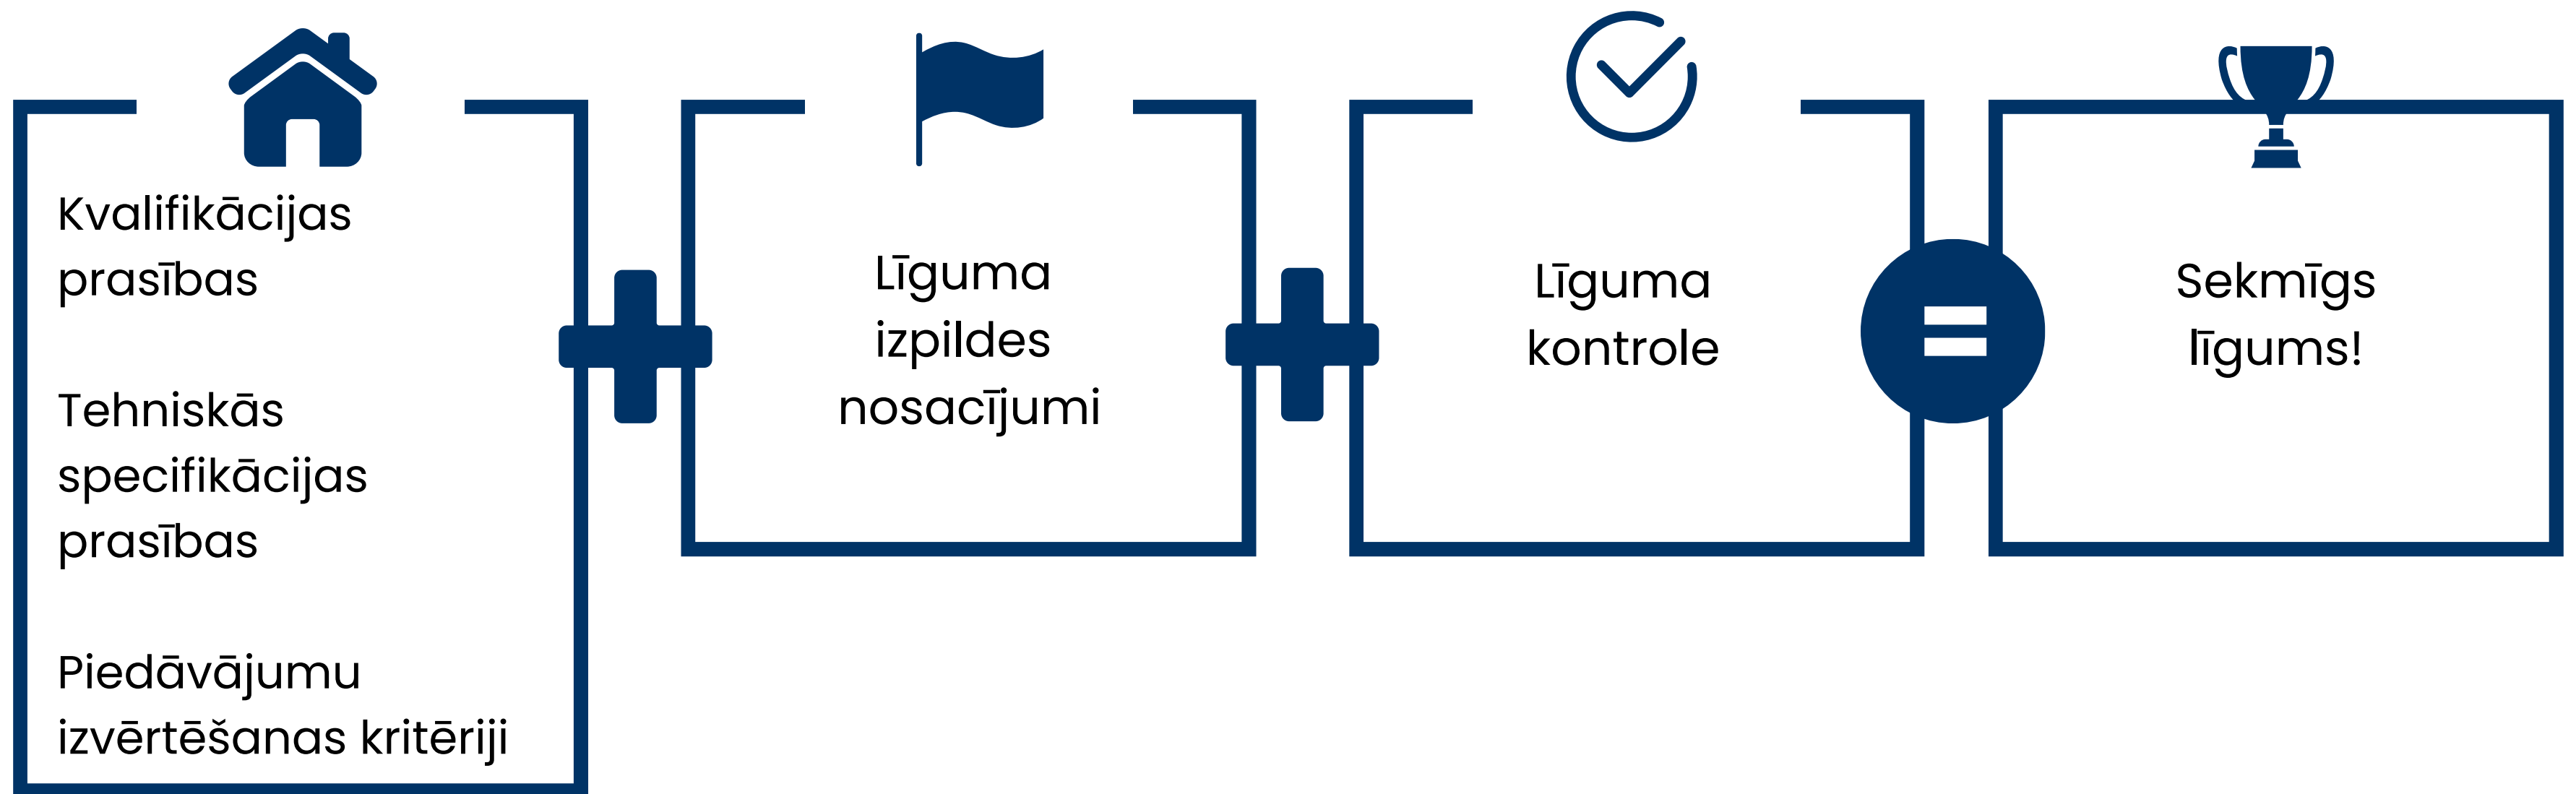 Kvalifikācijas
prasības
Tehniskās
specifikācijas
prasības
Piedāvājumu
izvērtēšanas kritēriji
Līguma
izpildes
nosacījumi
Līguma
kontrole
=
Sekmīgs
līgums!